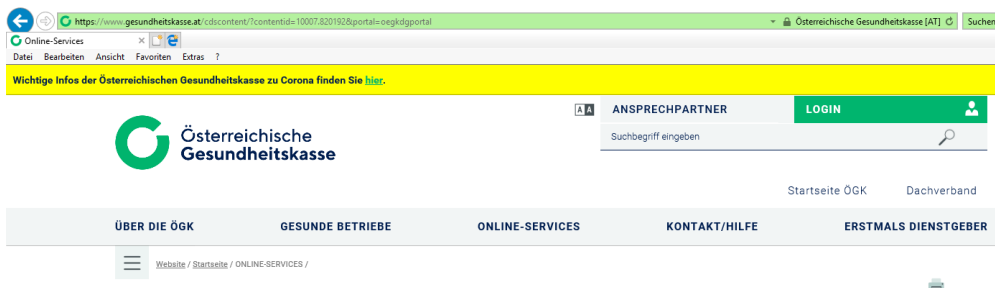 https://www.gesundheitskasse.at/cdscontent/?contentid=10007.820192&portal=oegkdgportal
Österreichische Gesundheitskasse [AT]
Suchen
Online-Services
Datei Bearbeiten Ansicht Favoriten Extras ?
Wichtige Infos der Österreichischen Gesundheitskasse zu Corona finden Sie hier.
A A
ANSPRECHPARTNER
LOGIN
Österreichische
Gesundheitskasse
Suchbegriff eingeben
Startseite ÖGK Dachverband
ÜBER DIE ÖGK GESUNDE BETRIEBE ONLINE-SERVICES KONTAKT/HILFE ERSTMALS DIENSTGEBER
Website / Startseite / ONLINE-SERVICES /